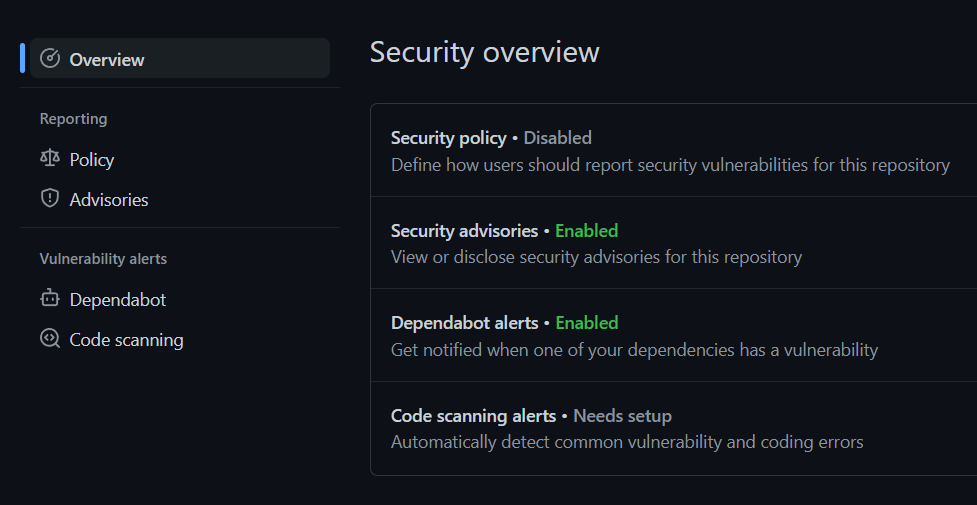 Overview
Reporting
Policy
Advisories
Vulnerability alerts
Dependabot
Code scanning
Security overview
Security policy • Disabled
Define how users should report security vulnerabilities for this repository
Security advisories • Enabled
View or disclose security advisories for this repository
Dependabot alerts • Enabled
Get notified when one of your dependencies has a vulnerability
Code scanning alerts • Needs setup
Automatically detect common vulnerability and coding errors